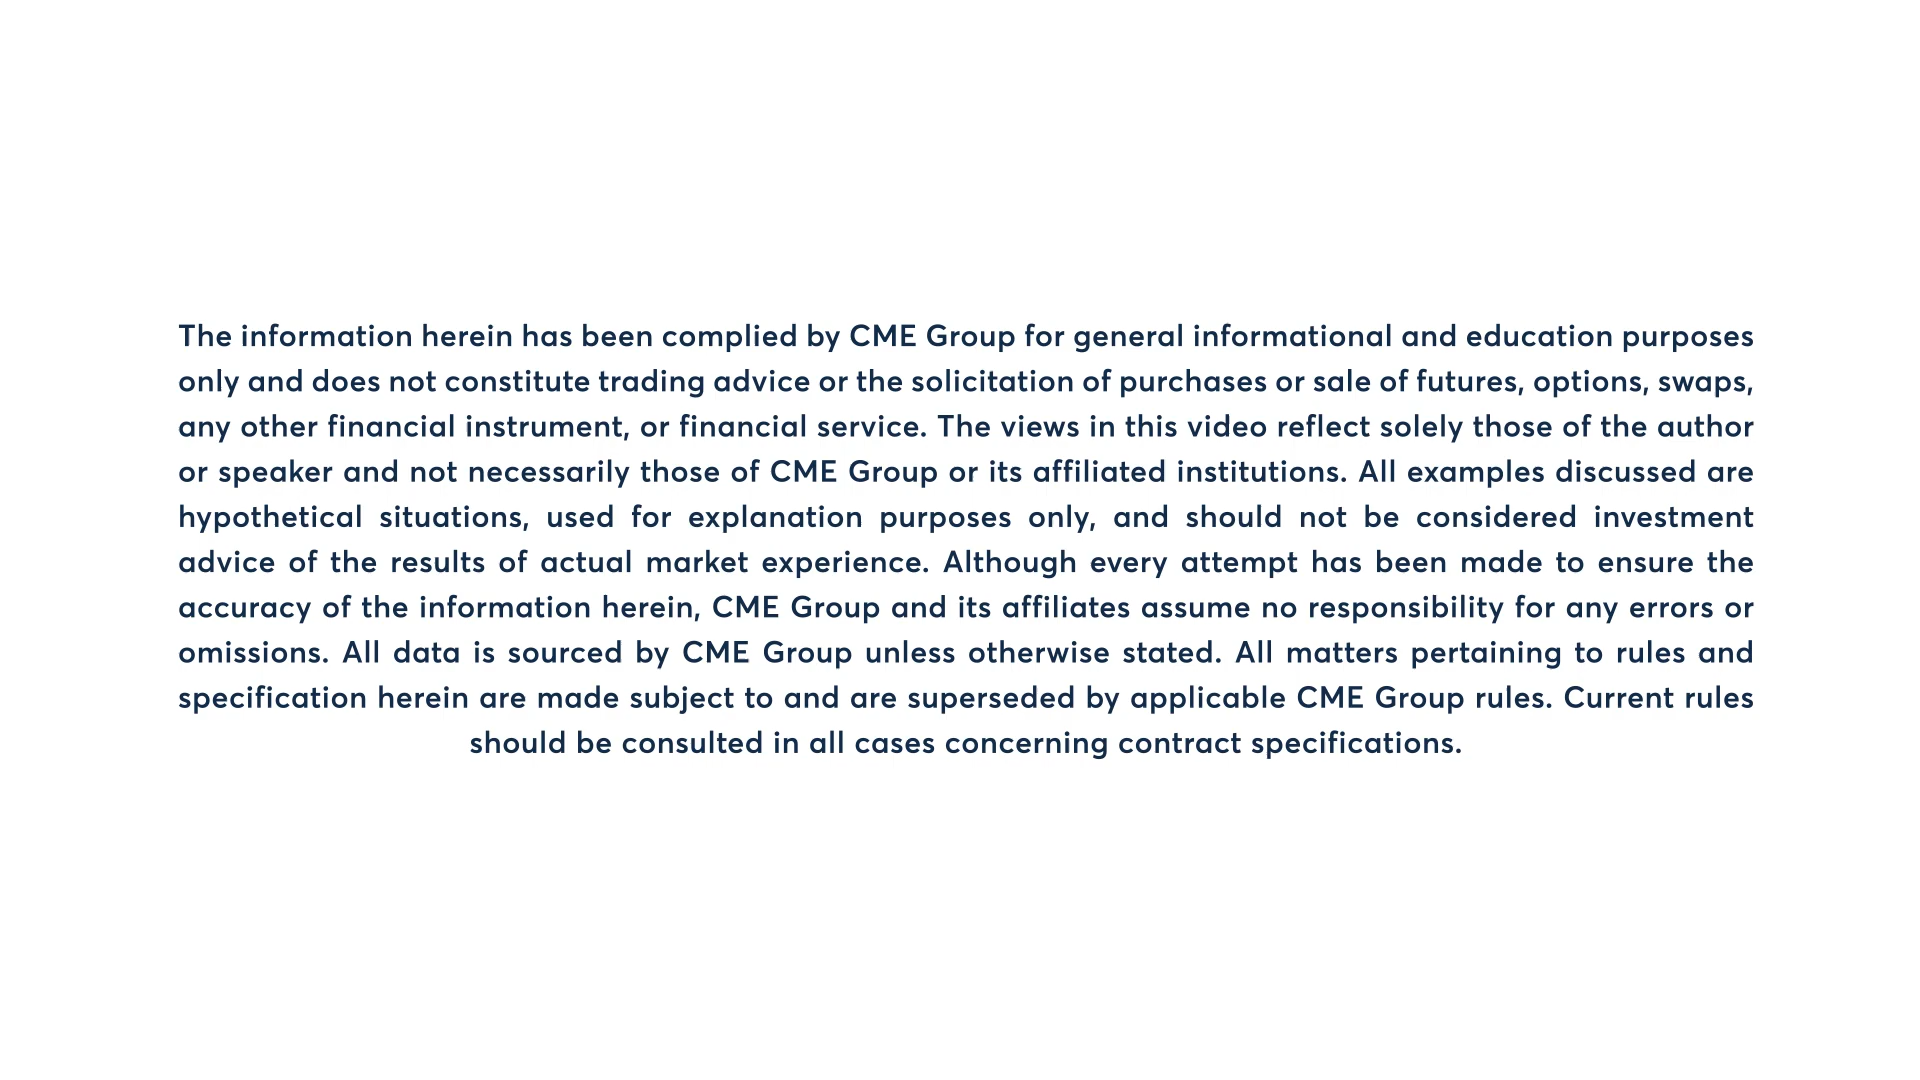 The information herein has been complied by CME Group for general informational and education purposes
only and does not constitute trading advice or the solicitation of purchases or sale of futures, options, swaps,
any other financial instrument, or financial service. The views in this video reflect solely those of the author
or speaker and not necessarily those of CME Group or its affiliated institutions. All examples discussed are
hypothetical situations, used for explanation purposes only, and should not be considered investment
advice of the results of actual market experience. Although every attempt has been made to ensure the
accuracy of the information herein, CME Group and its affiliates assume no responsibility for any errors or
omissions. All data is sourced by CME Group unless otherwise stated. All matters pertaining to rules and
specification herein are made subject to and are superseded by applicable CME Group rules. Current rules
should be consulted in all cases concerning contract specifications.